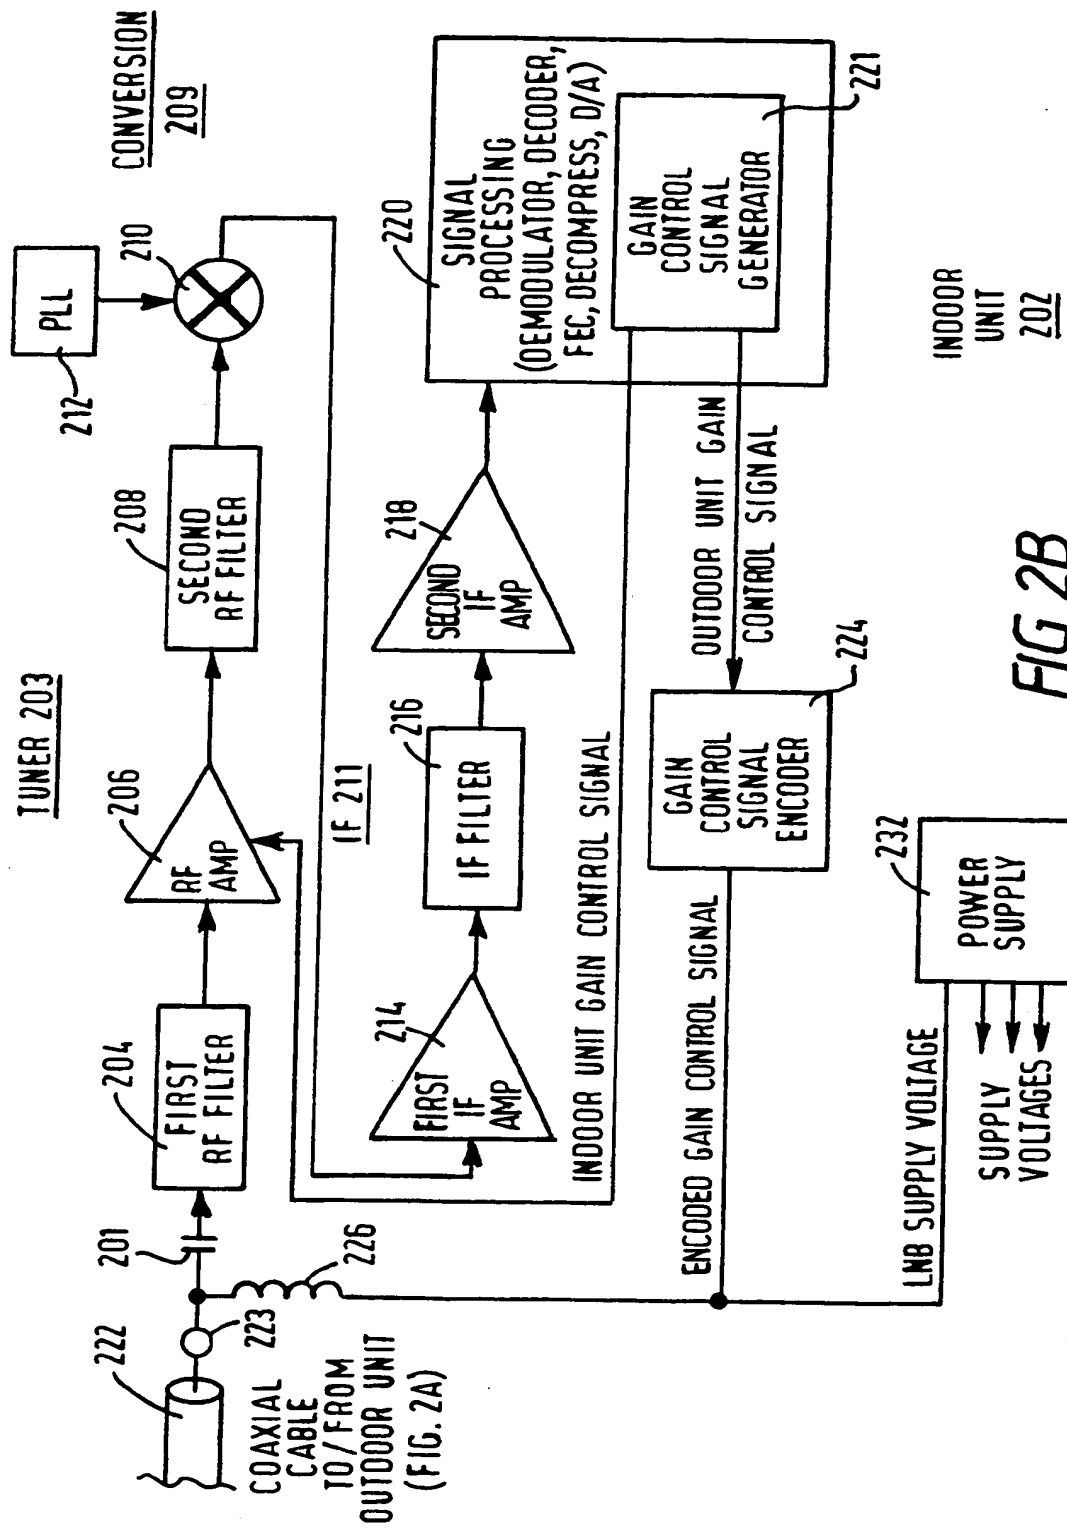 TUNER 203
CONVERSION
209
PLL
212
210
204
FIRST
RF FILTER
206
RF
AMP
208
SECOND
RF FILTER
201
222
223
226
COAXIAL
CABLE
TO/FROM
OUTDOOR UNIT
(FIG. 2A)
IF 211
214
FIRST
IF
AMP
216
IF FILTER
218
SECOND
IF
AMP
220
SIGNAL
PROCESSING
(DEMODULATOR, DECODER,
FEC, DECOMPRESS, D/A)
GAIN
CONTROL
SIGNAL
GENERATOR
221
INDOOR UNIT GAIN CONTROL SIGNAL
OUTDOOR UNIT GAIN
CONTROL SIGNAL
GAIN
CONTROL
SIGNAL
ENCODER
224
ENCODED GAIN CONTROL SIGNAL
LNB SUPPLY VOLTAGE
232
POWER
SUPPLY
SUPPLY
VOLTAGES
INDOOR
UNIT
202
FIG 2B